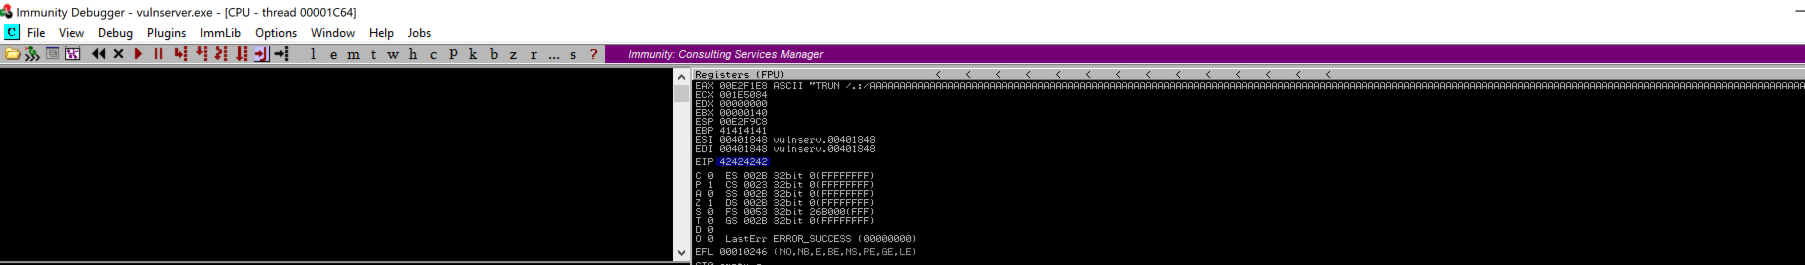 Immunity Debugger - vulnserver.exe - [CPU - thread 00001C64]
C File View Debug Plugins ImmLib Options Window Help Jobs
l e m t w h c p k b z r ... s ? Immunity: Consulting Services Manager
Registers (FPU) < < < < < < < < < < < < < <
EAX 00E2F1E8 ASCII "TRUN /.:/AAAAAAAAAAAAAAAAAAAAAAAAAAAAAAAAAAAAAAAAAAAAAAAAAAAAAAAAAAAAAAAAAAAAAAAAAAAAAAAAAAAAAAAAAAAAAAAAAAAAAAAAAAAAAAAAAAAAAAAAAAAAAAAAAAAAAAAAAAAAAAAA
ECX 001E5084
EDX 00000000
EBX 00000140
ESP 00E2F9C8
EBP 41414141
ESI 00401848 vulnserv.00401848
EDI 00401848 vulnserv.00401848
EIP 42424242
C 0 ES 002B 32bit 0(FFFFFFFF)
P 1 CS 0023 32bit 0(FFFFFFFF)
A 0 SS 002B 32bit 0(FFFFFFFF)
Z 1 DS 002B 32bit 0(FFFFFFFF)
S 0 FS 0053 32bit 26B000(FFF)
T 0 GS 002B 32bit 0(FFFFFFFF)
D 0
O 0 LastErr ERROR_SUCCESS (00000000)
EFL 00010246 (NO,NB,E,BE,NS,PE,GE,LE)